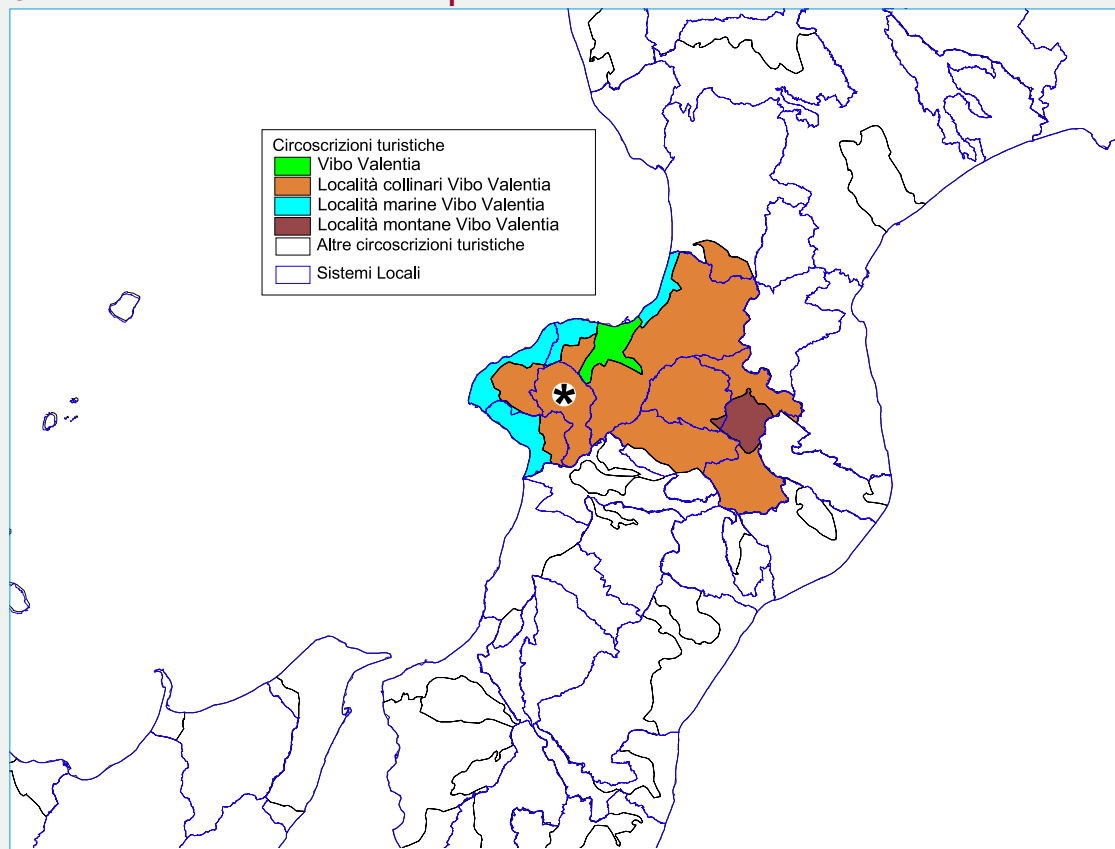 Circoscrizioni turistiche
Vibo Valentia
Località collinari Vibo Valentia
Località marine Vibo Valentia
Località montane Vibo Valentia
Altre circoscrizioni turistiche
Sistemi Locali
*